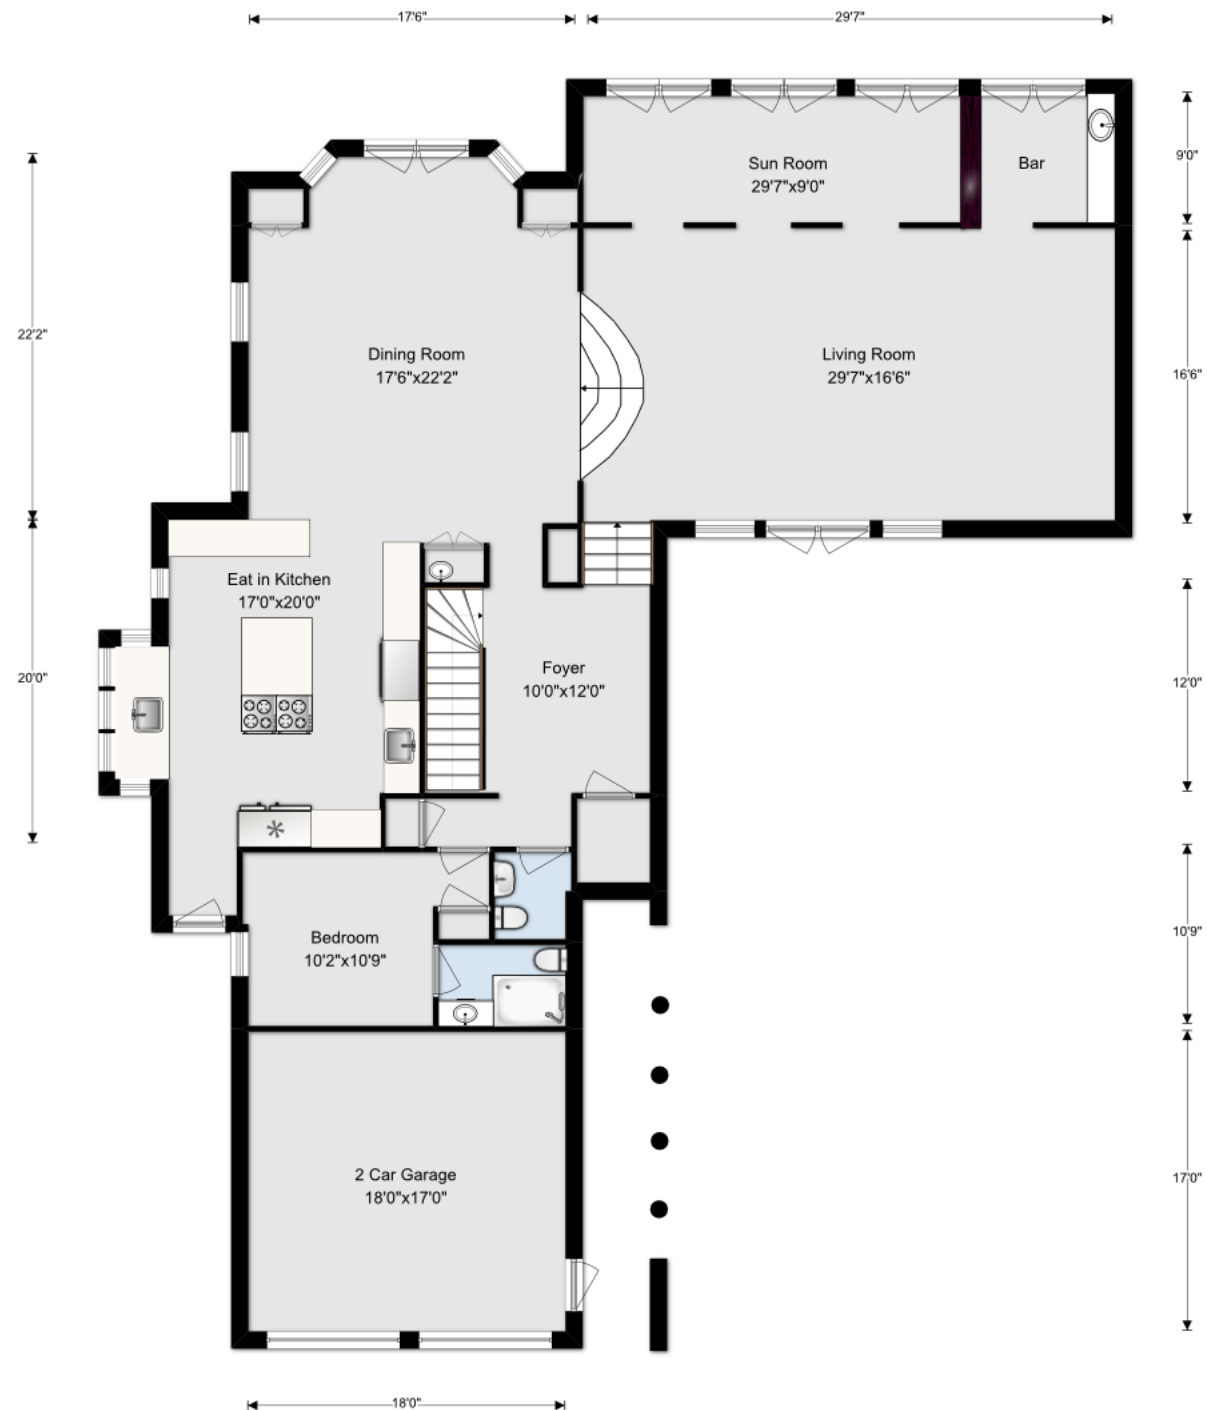 17'6"
29'7"
Sun Room
29'7"x9'0"
Bar
9'0"
22'2"
Dining Room
17'6"x22'2"
Living Room
29'7"x16'6"
16'6"
Eat in Kitchen
17'0"x20'0"
20'0"
Foyer
10'0"x12'0"
12'0"
Bedroom
10'2"x10'9"
10'9"
2 Car Garage
18'0"x17'0"
17'0"
18'0"